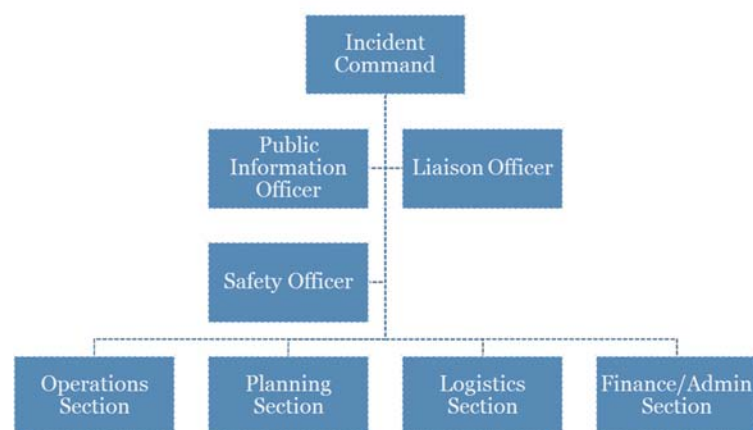 Incident
Command
Public
Information
Officer
Liaison Officer
Safety Officer
Operations
Section
Planning
Section
Logistics
Section
Finance/Admin
Section